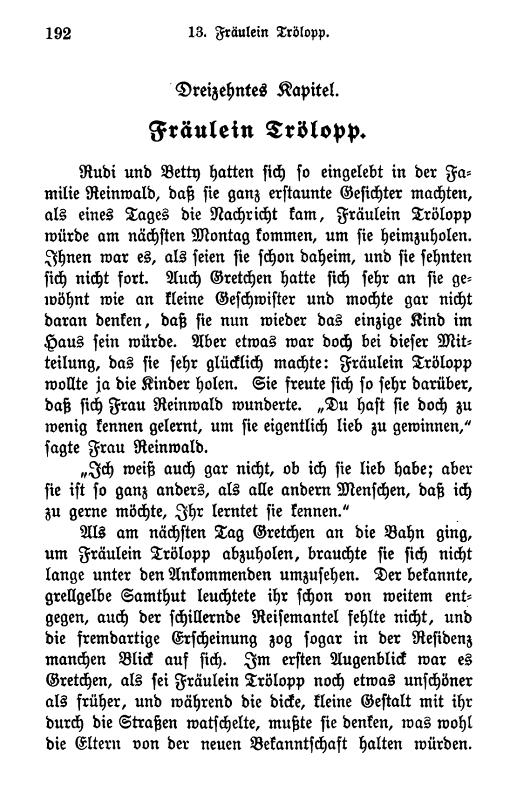 192
13. Fräulein Trölopp.
Dreizehntes Kapitel.
Fräulein Trölopp.
Rudi und Betty hatten sich so eingelebt in der Fa-
milie Reinwald, daß sie ganz erstaunte Gesichter machten,
als eines Tages die Nachricht kam, Fräulein Trölopp
würde am nächsten Montag kommen, um sie heimzuholen.
Ihnen war es, als seien sie schon daheim, und sie sehnten
sich nicht fort. Auch Gretchen hatte sich sehr an sie ge-
wöhnt wie an kleine Geschwister und mochte gar nicht
daran denken, daß sie nun wieder das einzige Kind im
Haus sein würde. Aber etwas war doch bei dieser Mit-
teilung, das sie sehr glücklich machte: Fräulein Trölopp
wollte ja die Kinder holen. Sie freute sich so sehr darüber,
daß sich Frau Reinwald wunderte. „Du hast sie doch zu
wenig kennen gelernt, um sie eigentlich lieb zu gewinnen,“
sagte Frau Reinwald.
„Ich weiß auch gar nicht, ob ich sie lieb habe; aber
sie ist so ganz anders, als alle andern Menschen, daß ich
zu gerne möchte, Ihr lerntet sie kennen.“
Als am nächsten Tag Gretchen an die Bahn ging,
um Fräulein Trölopp abzuholen, brauchte sie sich nicht
lange unter den Ankommenden umzusehen. Der bekannte,
grellgelbe Samthut leuchtete ihr schon von weitem ent-
gegen, auch der schillernde Reisemantel fehlte nicht, und
die fremdartige Erscheinung zog sogar in der Residenz
manchen Blick auf sich. Im ersten Augenblick war es
Gretchen, als sei Fräulein Trölopp noch etwas unschöner
als früher, und während die dicke, kleine Gestalt mit ihr
durch die Straßen watschelte, mußte sie denken, was wohl
die Eltern von der neuen Bekanntschaft halten würden.